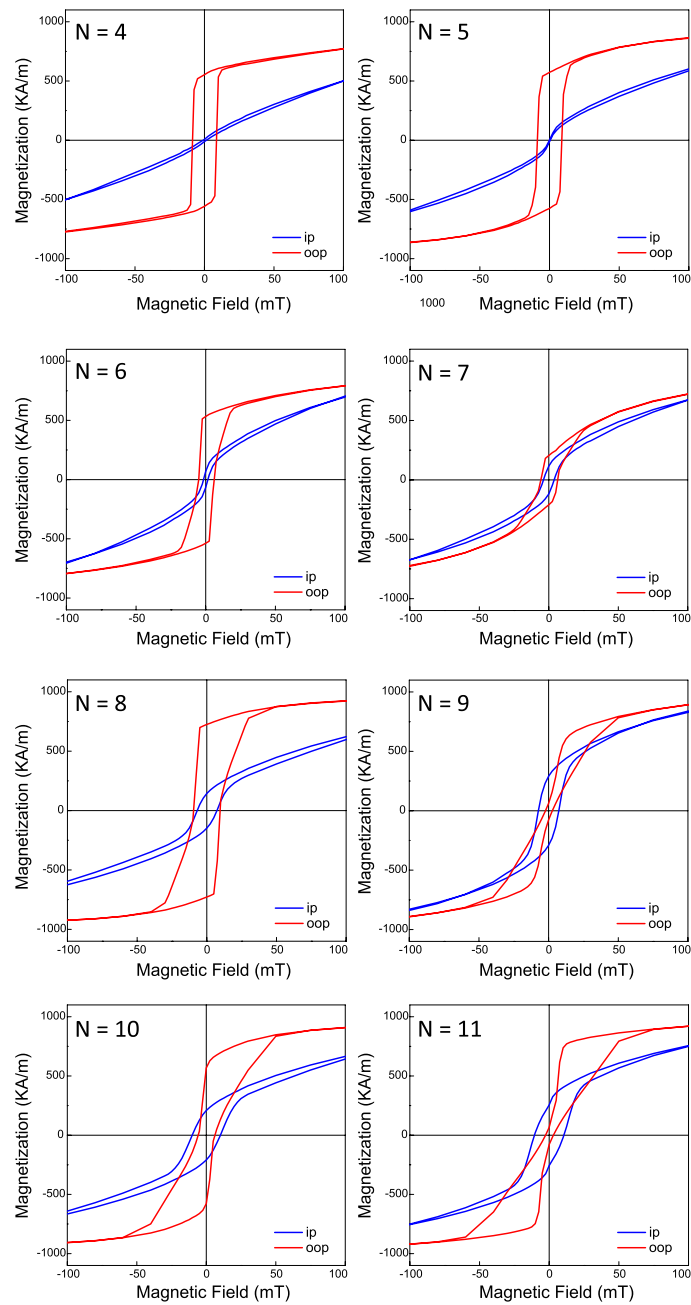 N = 4
Magnetization (KA/m)
1000
500
0
-500
-1000
-100
-50
0
50
100
Magnetic Field (mT)
ip
oop
N = 5
Magnetization (KA/m)
1000
500
0
-500
-1000
-100
-50
0
50
100
Magnetic Field (mT)
ip
oop
1000
N = 6
Magnetization (KA/m)
1000
500
0
-500
-1000
-100
-50
0
50
100
Magnetic Field (mT)
ip
oop
N = 7
Magnetization (KA/m)
1000
500
0
-500
-1000
-100
-50
0
50
100
Magnetic Field (mT)
ip
oop
N = 8
Magnetization (KA/m)
1000
500
0
-500
-1000
-100
-50
0
50
100
Magnetic Field (mT)
ip
oop
N = 9
Magnetization (KA/m)
1000
500
0
-500
-1000
-100
-50
0
50
100
Magnetic Field (mT)
ip
oop
N = 10
Magnetization (KA/m)
1000
500
0
-500
-1000
-100
-50
0
50
100
Magnetic Field (mT)
ip
oop
N = 11
Magnetization (KA/m)
1000
500
0
-500
-1000
-100
-50
0
50
100
Magnetic Field (mT)
ip
oop